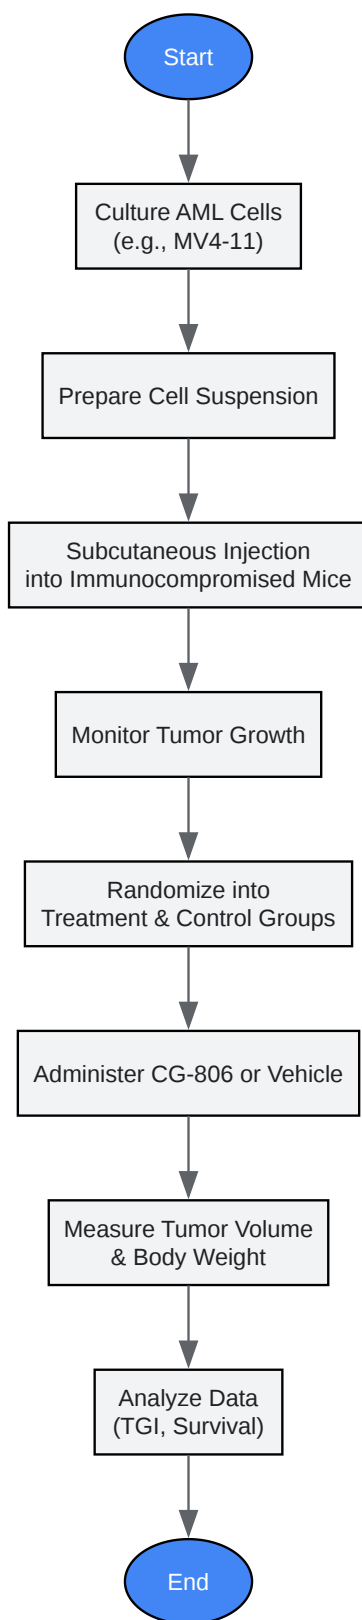 Start
Culture AML Cells
(e.g., MV4-11)
Prepare Cell Suspension
Subcutaneous Injection
into Immunocompromised Mice
Monitor Tumor Growth
Randomize into
Treatment & Control Groups
Administer CG-806 or Vehicle
Measure Tumor Volume
& Body Weight
Analyze Data
(TGI, Survival)
End